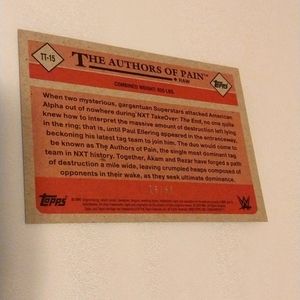 TT-15
THE AUTHORS OF PAIN™
RAW
COMBINED WEIGHT: LBS.
Topps
When two mysterious, gargantuan Superstars attacked American
Alpha out of nowhere during NXT TakeOver: The End, no one quite
knew how to interpret the massive amount of destruction left lying
in the ring; that is, until Paul Ellering appeared in the entranceway,
beckoning his latest tag team to join him. The duo would come to
be known as The Authors of Pain, the single most dominant tag
team in NXT history. Together, Akam and Rezar have forged a path
of destruction a mile wide, leaving crumpled heaps composed of
opponents in their wake, as they seek ultimate dominance.
Topps
W